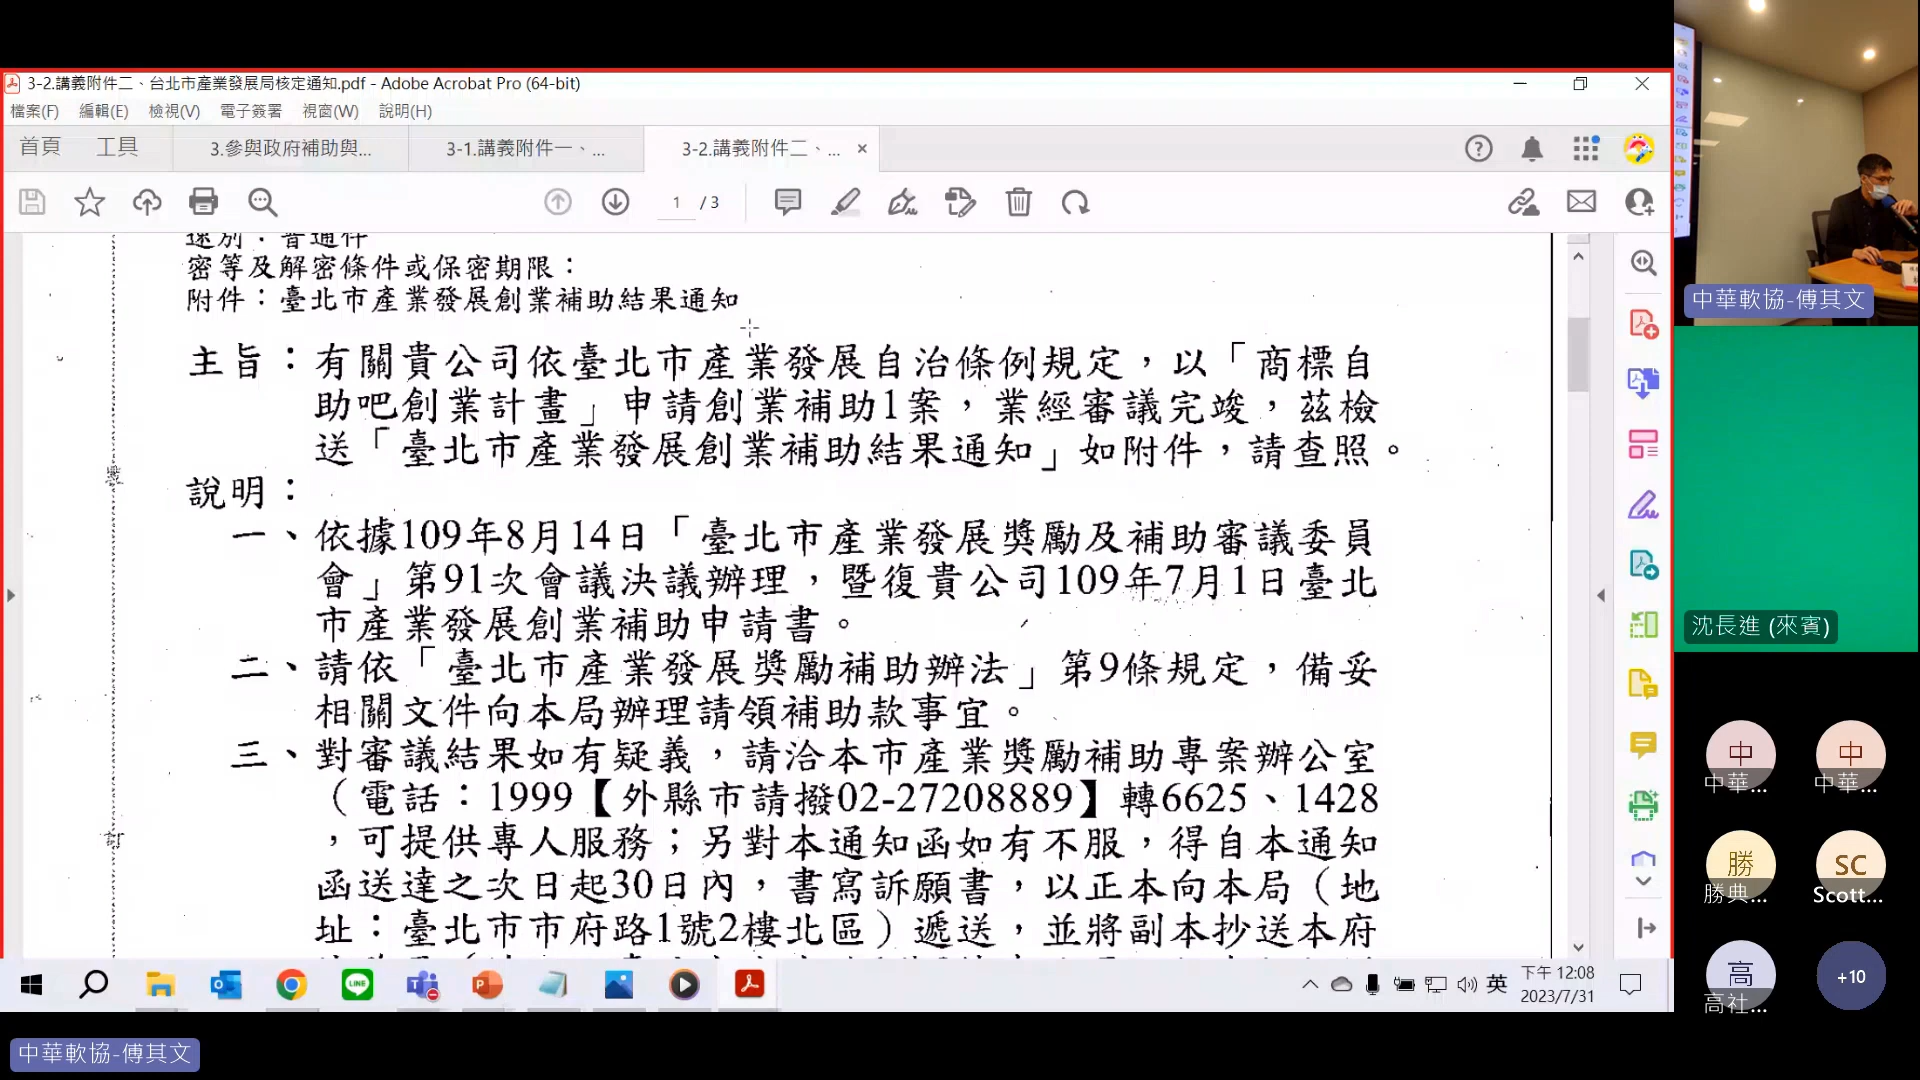 3-2.講義附件二、台北市產業發展局核定通知.pdf - Adobe Acrobat Pro (64-bit)
檔案(F) 編輯(E) 檢視(V) 電子簽署 視窗(W) 說明(H)
首頁 工具 3.參與政府補助與... 3-1.講義附件一、... 3-2.講義附件二、...
1 / 3
速別：普通件
密等及解密條件或保密期限：
附件：臺北市產業發展創業補助結果通知
主旨：有關貴公司依臺北市產業發展自治條例規定，以「商標自
助吧創業計畫」申請創業補助1案，業經審議完竣，茲檢
送「臺北市產業發展創業補助結果通知」如附件，請查照。
說明：
一、依據109年8月14日「臺北市產業發展獎勵及補助審議委員
會」第91次會議決議辦理，暨復貴公司109年7月1日臺北
市產業發展創業補助申請書。
二、請依「臺北市產業發展獎勵補助辦法」第9條規定，備妥
相關文件向本局辦理請領補助款事宜。
三、對審議結果如有疑義，請洽本市產業獎勵補助專案辦公室
（電話：1999【外縣市請撥02-27208889】轉6625、1428
，可提供專人服務；另對本通知函如有不服，得自本通知
函送達之次日起30日內，書寫訴願書，以正本向本局（地
址：臺北市市府路1號2樓北區）遞送，並將副本抄送本府
訂
英
下午 12:08
2023/7/31
中華軟協-傅其文
中華軟協-傅其文
沈長進 (來賓)
中 中
中華... 中華...
勝 SC
勝典... Scott...
高 +10
高社...